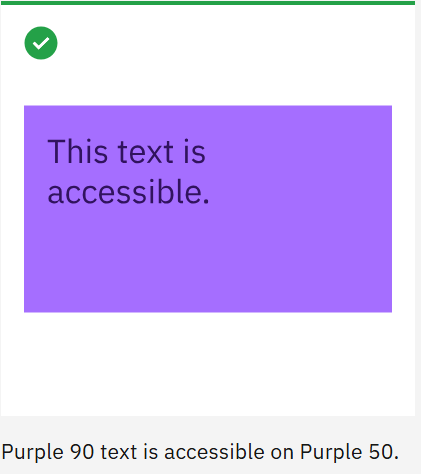 This text is
accessible.
Purple 90 text is accessible on Purple 50.